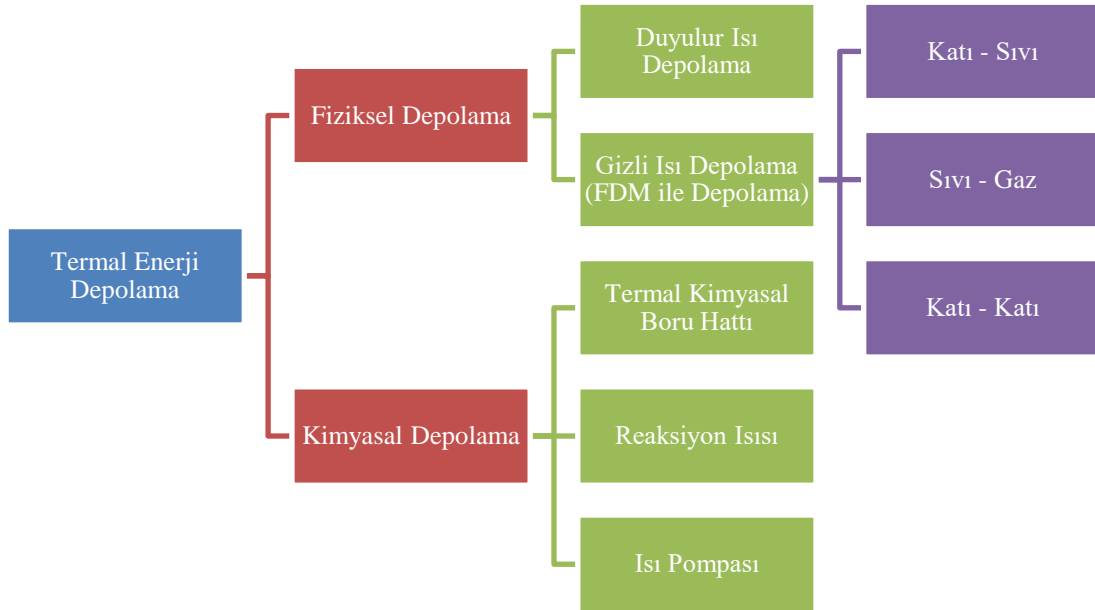 Termal Enerji
Depolama
Fiziksel Depolama
Duyulur Isı
Depolama
Gizli Isı Depolama
(FDM ile Depolama)
Katı - Sıvı
Sıvı - Gaz
Katı - Katı
Kimyasal Depolama
Termal Kimyasal
Boru Hattı
Reaksiyon Isısı
Isı Pompası